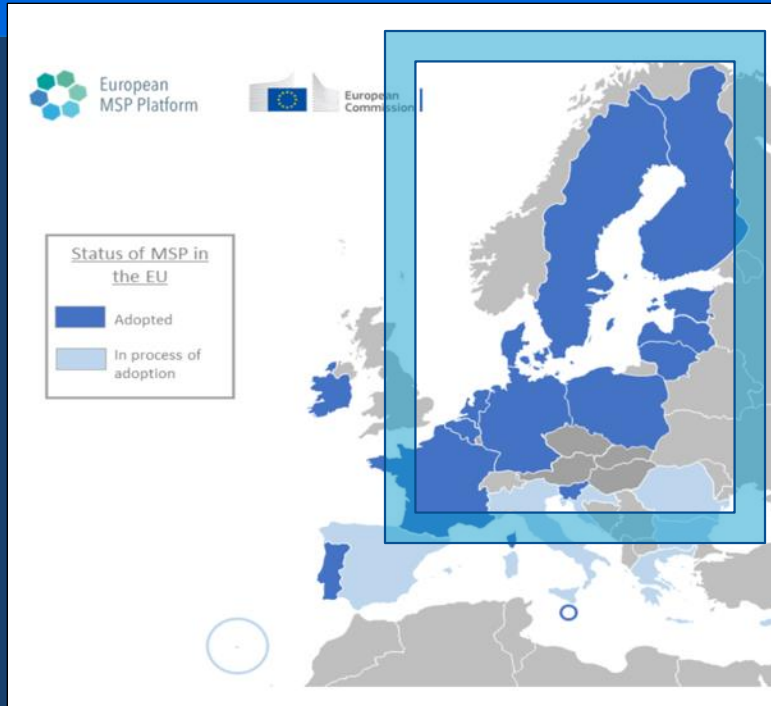 European
MSP Platform
European
Commission
Status of MSP in
the EU
Adopted
In process of
adoption